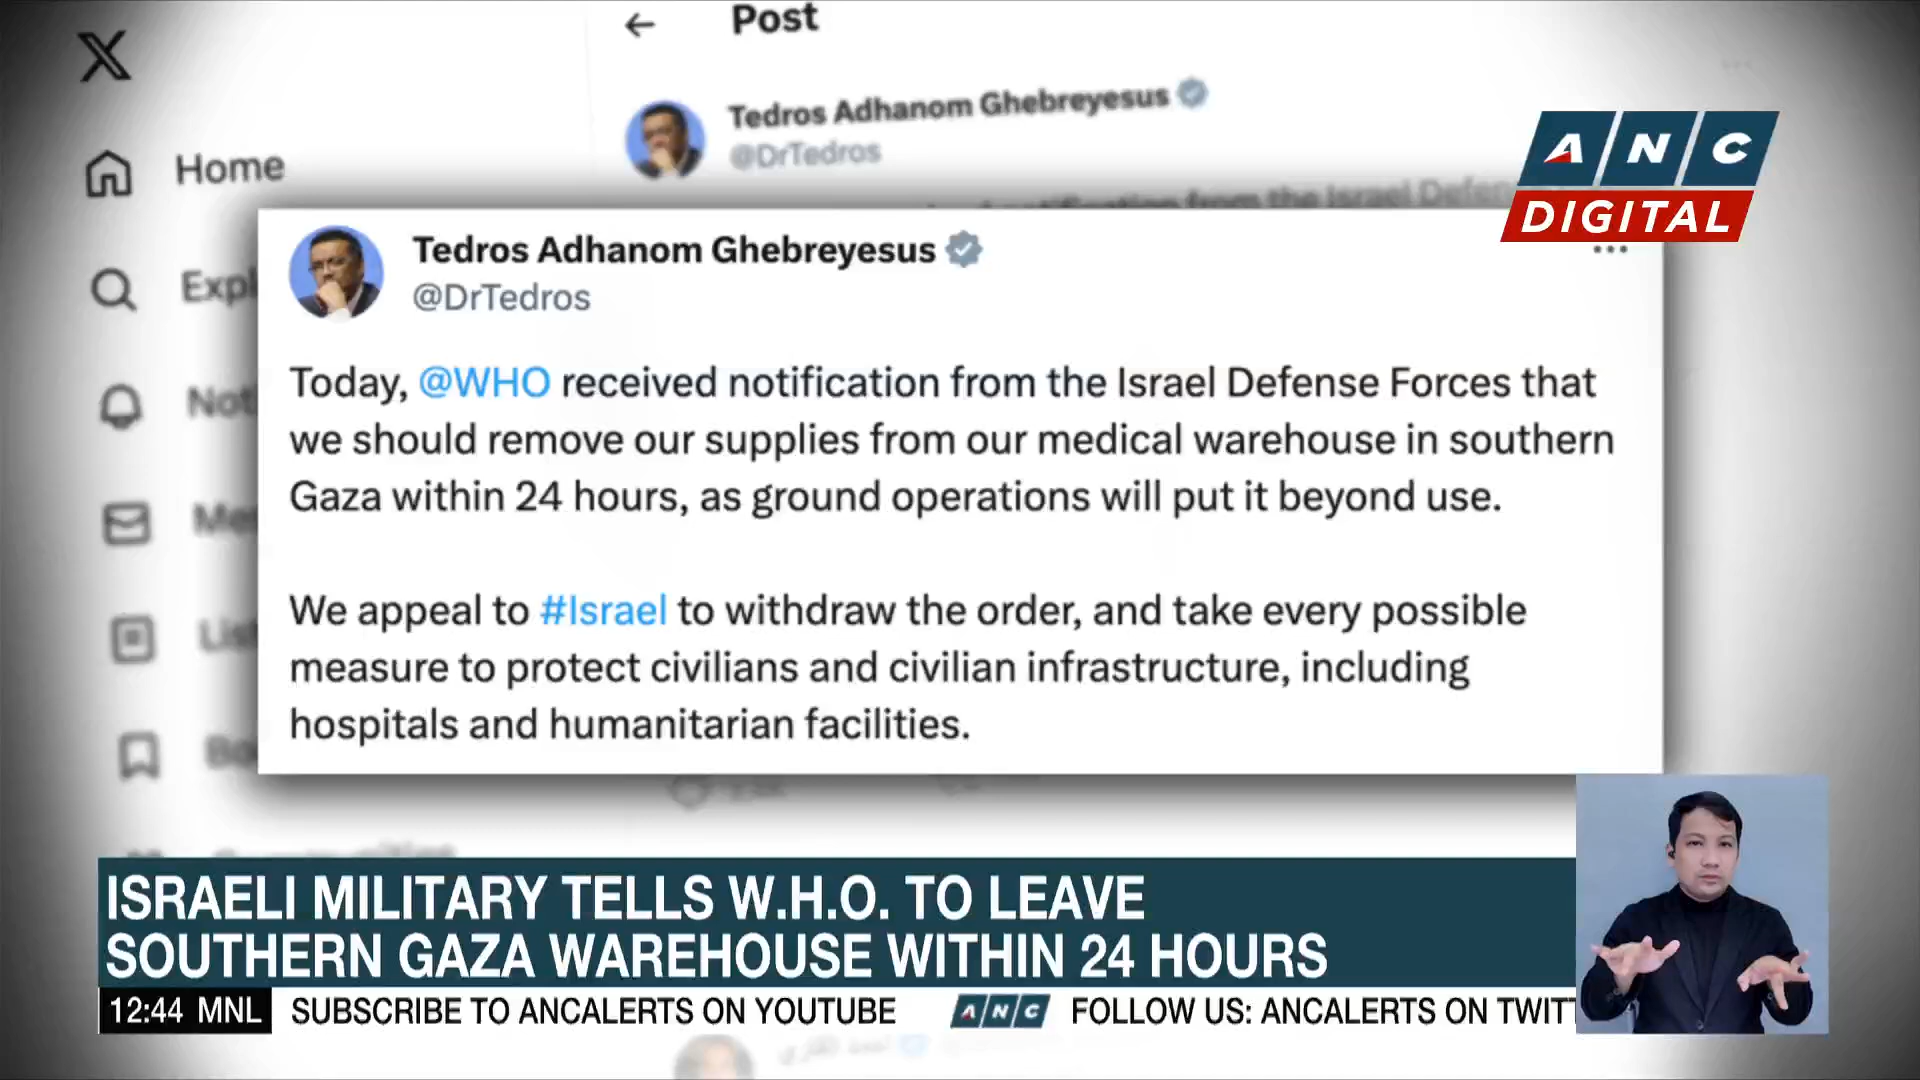 Post
Tedros Adhanom Ghebreyesus
@DrTedros
Home
ANC
DIGITAL
Tedros Adhanom Ghebreyesus
@DrTedros
Today, @WHO received notification from the Israel Defense Forces that
we should remove our supplies from our medical warehouse in southern
Gaza within 24 hours, as ground operations will put it beyond use.
We appeal to #Israel to withdraw the order, and take every possible
measure to protect civilians and civilian infrastructure, including
hospitals and humanitarian facilities.
ISRAELI MILITARY TELLS W.H.O. TO LEAVE
SOUTHERN GAZA WAREHOUSE WITHIN 24 HOURS
12:44 MNL SUBSCRIBE TO ANCALERTS ON YOUTUBE ANC FOLLOW US: ANCALERTS ON TWITT